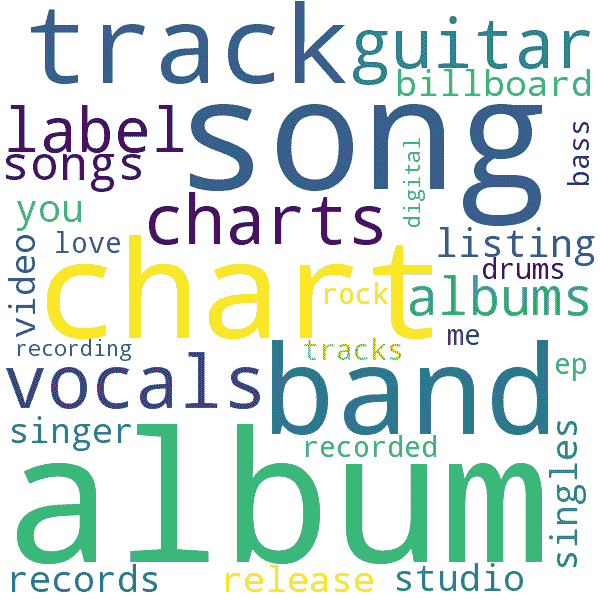 track
guitar
billboard
song
label
songs
bass
digital
you
charts
listing
video
love
chart
drums
rock
albums
me
recording
tracks
vocals
band
ep
singer
recorded
singles
album
records
release
studio